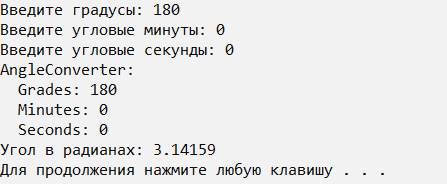 Введите градусы: 180
Введите угловые минуты: 0
Введите угловые секунды: 0
AngleConverter:
  Grades: 180
  Minutes: 0
  Seconds: 0
Угол в радианах: 3.14159
Для продолжения нажмите любую клавишу . . .